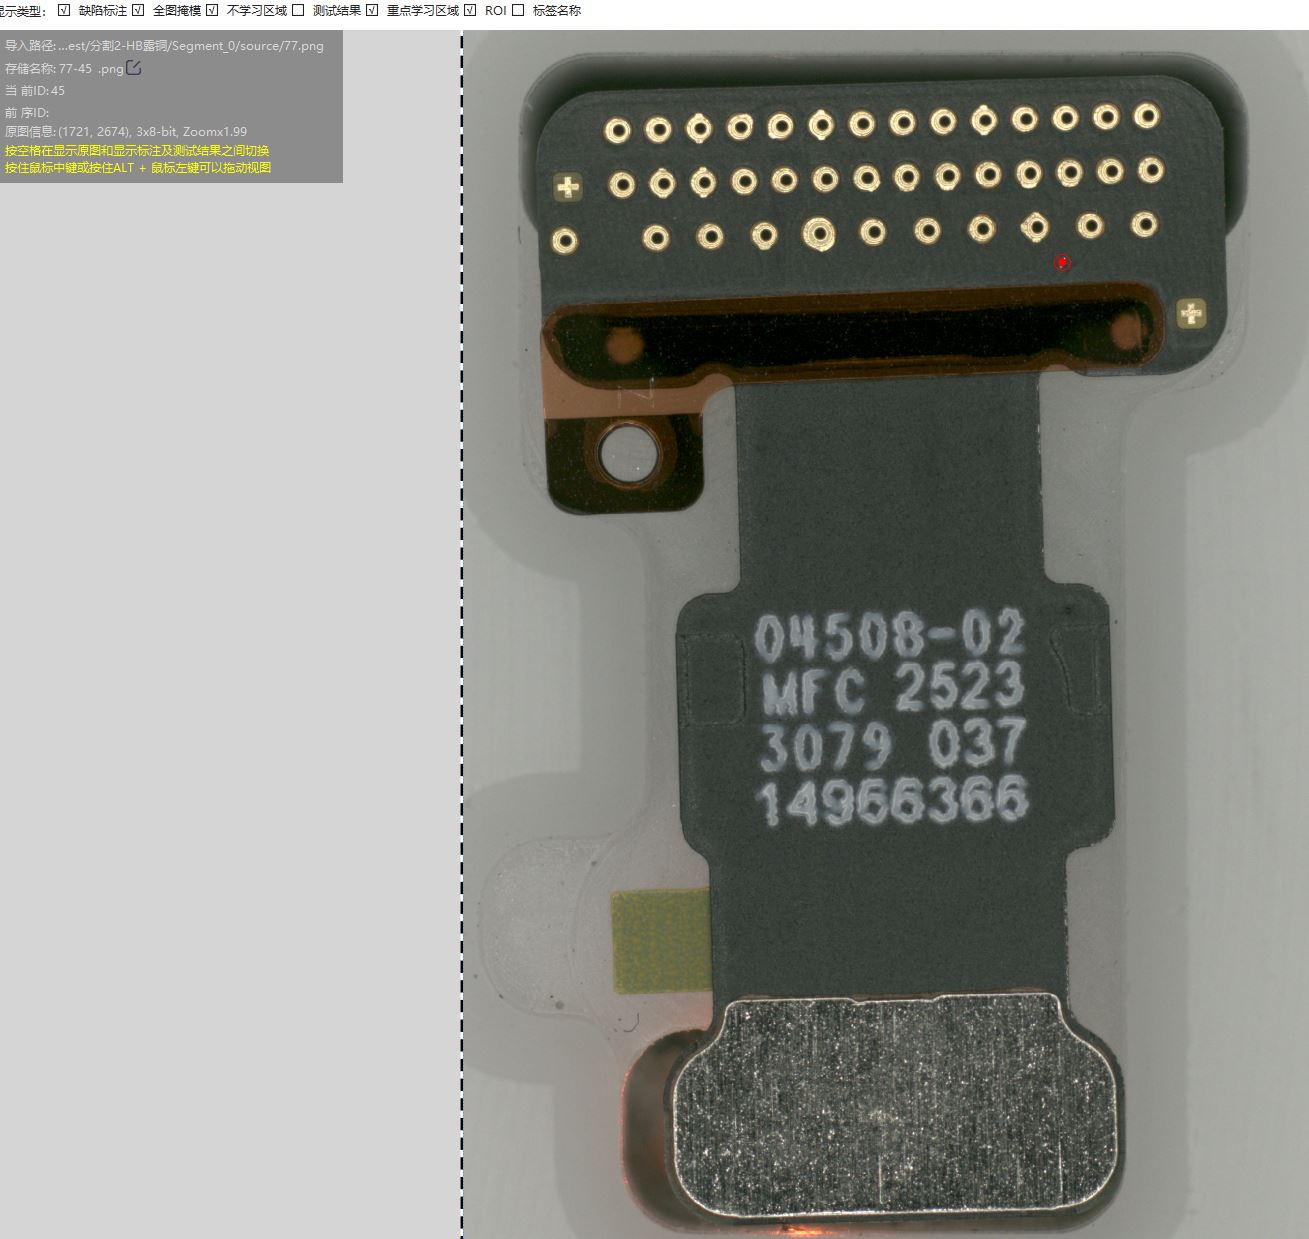 显示类型: 缺陷标注 全图掩模 不学习区域 测试结果 重点学习区域 ROI 标签名称
导入路径: ...est/分割2-HB露铜/Segment_0/source/77.png
存储名称: 77-45 .png
当 前ID: 45
前 序ID:
原图信息: (1721, 2674), 3x8-bit, Zoomx1.99
按空格在显示原图和显示标注及测试结果之间切换
按住鼠标中键或按住ALT + 鼠标左键可以拖动视图
04508-02
MFC 2523
3079 037
14966366